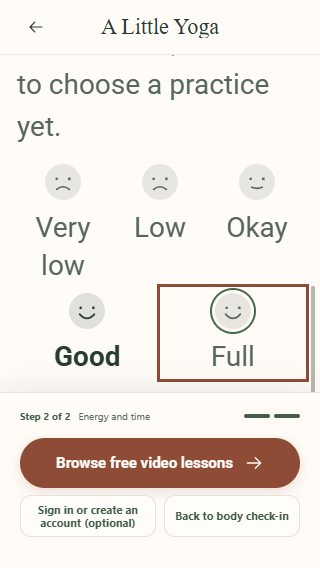 A Little Yoga
to choose a practice
yet.
Very low
Low
Okay
Good
Full
Step 2 of 2 Energy and time
Browse free video lessons
Sign in or create an
account (optional)
Back to body check-in